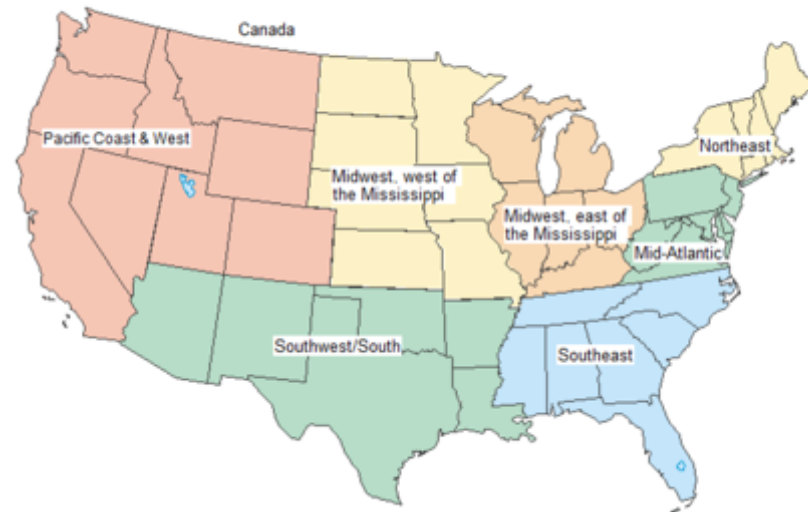 Canada
Pacific Coast & West
Northeast
Midwest, west of
the Mississippi
Midwest, east of
the Mississippi
Mid-Atlantic
Southwest/South
Southeast